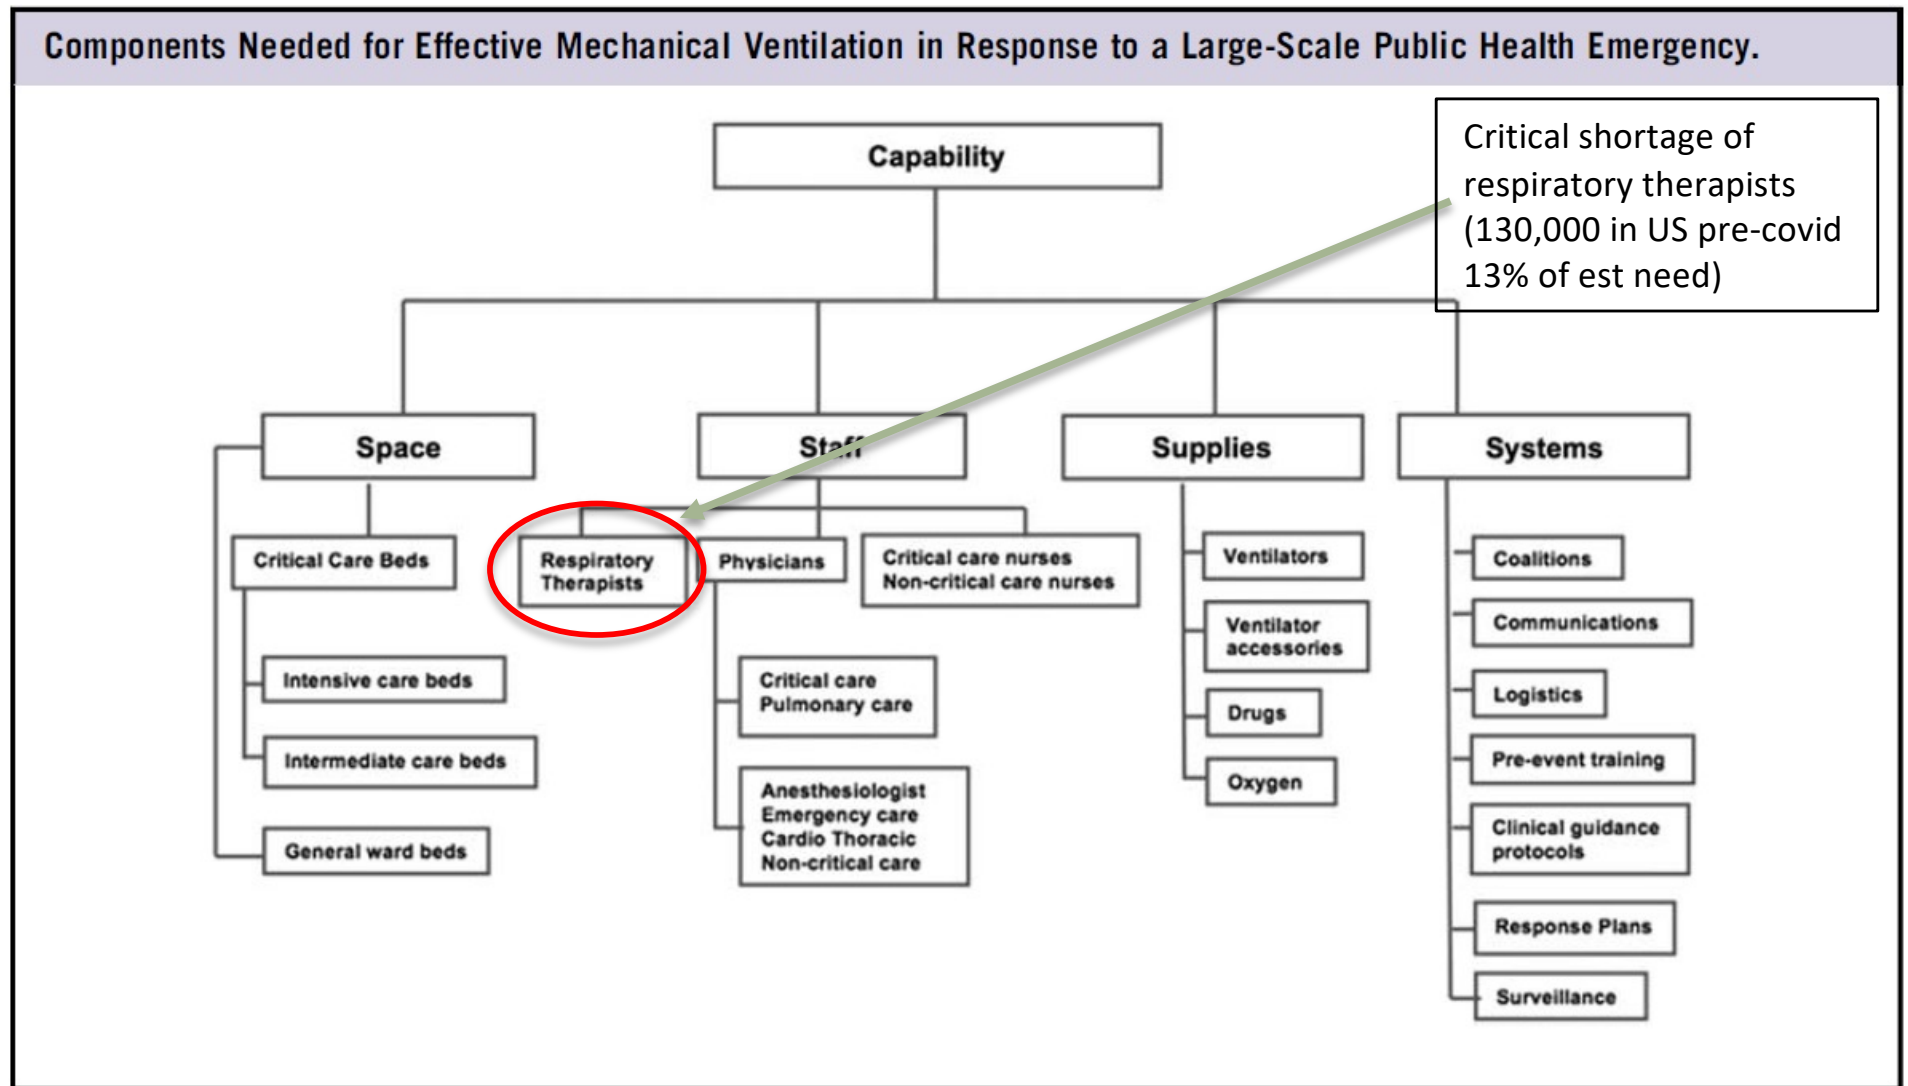 Components Needed for Effective Mechanical Ventilation in Response to a Large-Scale Public Health Emergency.
Capability
Critical shortage of
respiratory therapists
(130,000 in US pre-covid
13% of est need)
Space
Staff
Supplies
Systems
Critical Care Beds
Intensive care beds
Intermediate care beds
General ward beds
Respiratory
Therapists
Physicians
Critical care nurses
Non-critical care nurses
Critical care
Pulmonary care
Anesthesiologist
Emergency care
Cardio Thoracic
Non-critical care
Ventilators
Ventilator
accessories
Drugs
Oxygen
Coalitions
Communications
Logistics
Pre-event training
Clinical guidance
protocols
Response Plans
Surveillance